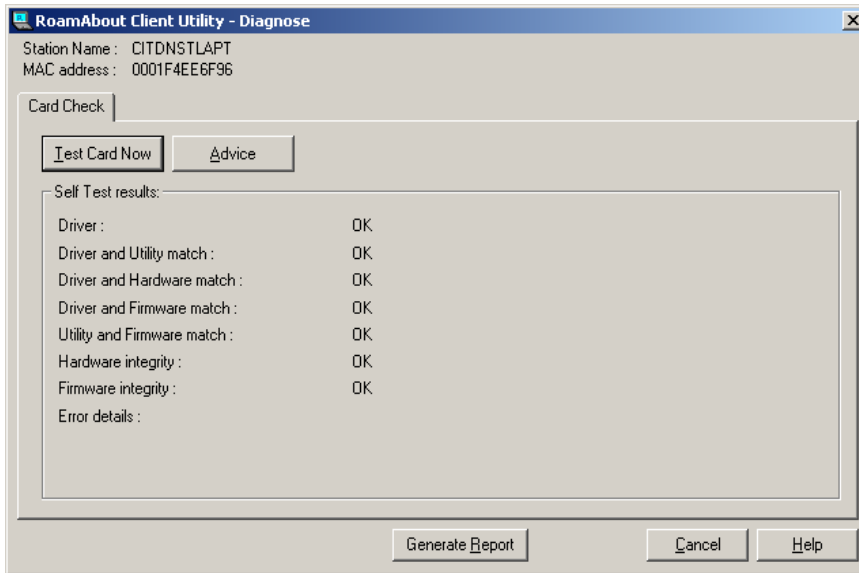 RoamAbout Client Utility - Diagnose
Station Name : CITDNSTLAPT
MAC address : 0001F4EE6F96
Card Check
Test Card Now Advice
Self Test results:
Driver : OK
Driver and Utility match : OK
Driver and Hardware match : OK
Driver and Firmware match : OK
Utility and Firmware match : OK
Hardware integrity : OK
Firmware integrity : OK
Error details :
Generate Report Cancel Help